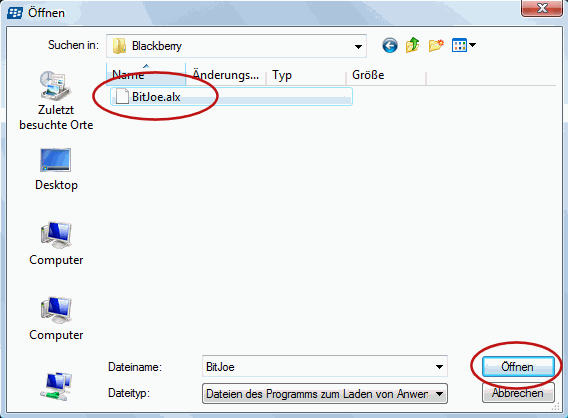 Öffnen
Suchen in: Blackberry
Name Änderungs... Typ Größe
BitJoe.alx
Zuletzt
besuchte Orte
Desktop
Computer
Computer
Dateiname: BitJoe Öffnen
Dateityp: Dateien des Programms zum Laden von Anwen Abbrechen